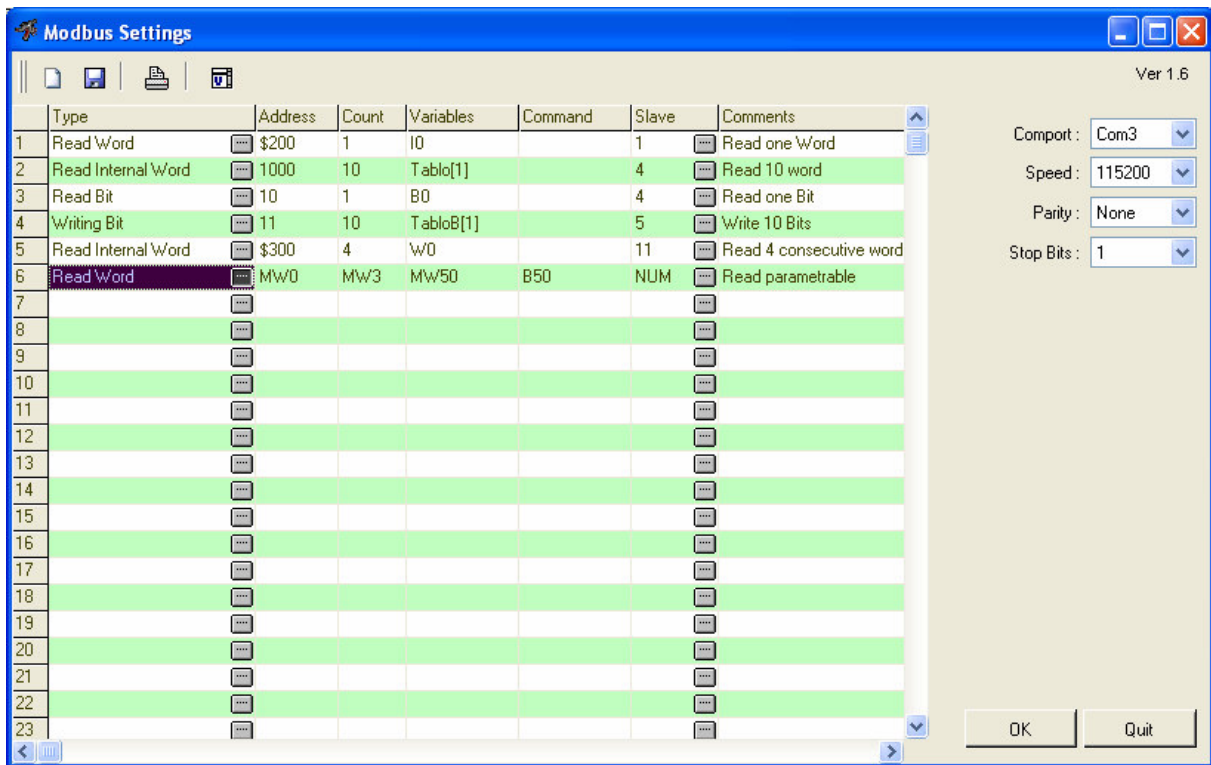 Modbus Settings
Ver 1.6
Type Address Count Variables Command Slave Comments
1 Read Word $200 1 I0 1 Read one Word
2 Read Internal Word 1000 10 Tablo[1] 4 Read 10 word
3 Read Bit 10 1 B0 4 Read one Bit
4 Writing Bit 11 10 TabloB[1] 5 Write 10 Bits
5 Read Internal Word $300 4 W0 11 Read 4 consecutive word
6 Read Word MW0 MW3 MW50 B50 NUM Read parametrable
7
8
9
10
11
12
13
14
15
16
17
18
19
20
21
22
23
Comport : Com3
Speed : 115200
Parity : None
Stop Bits : 1
OK Quit